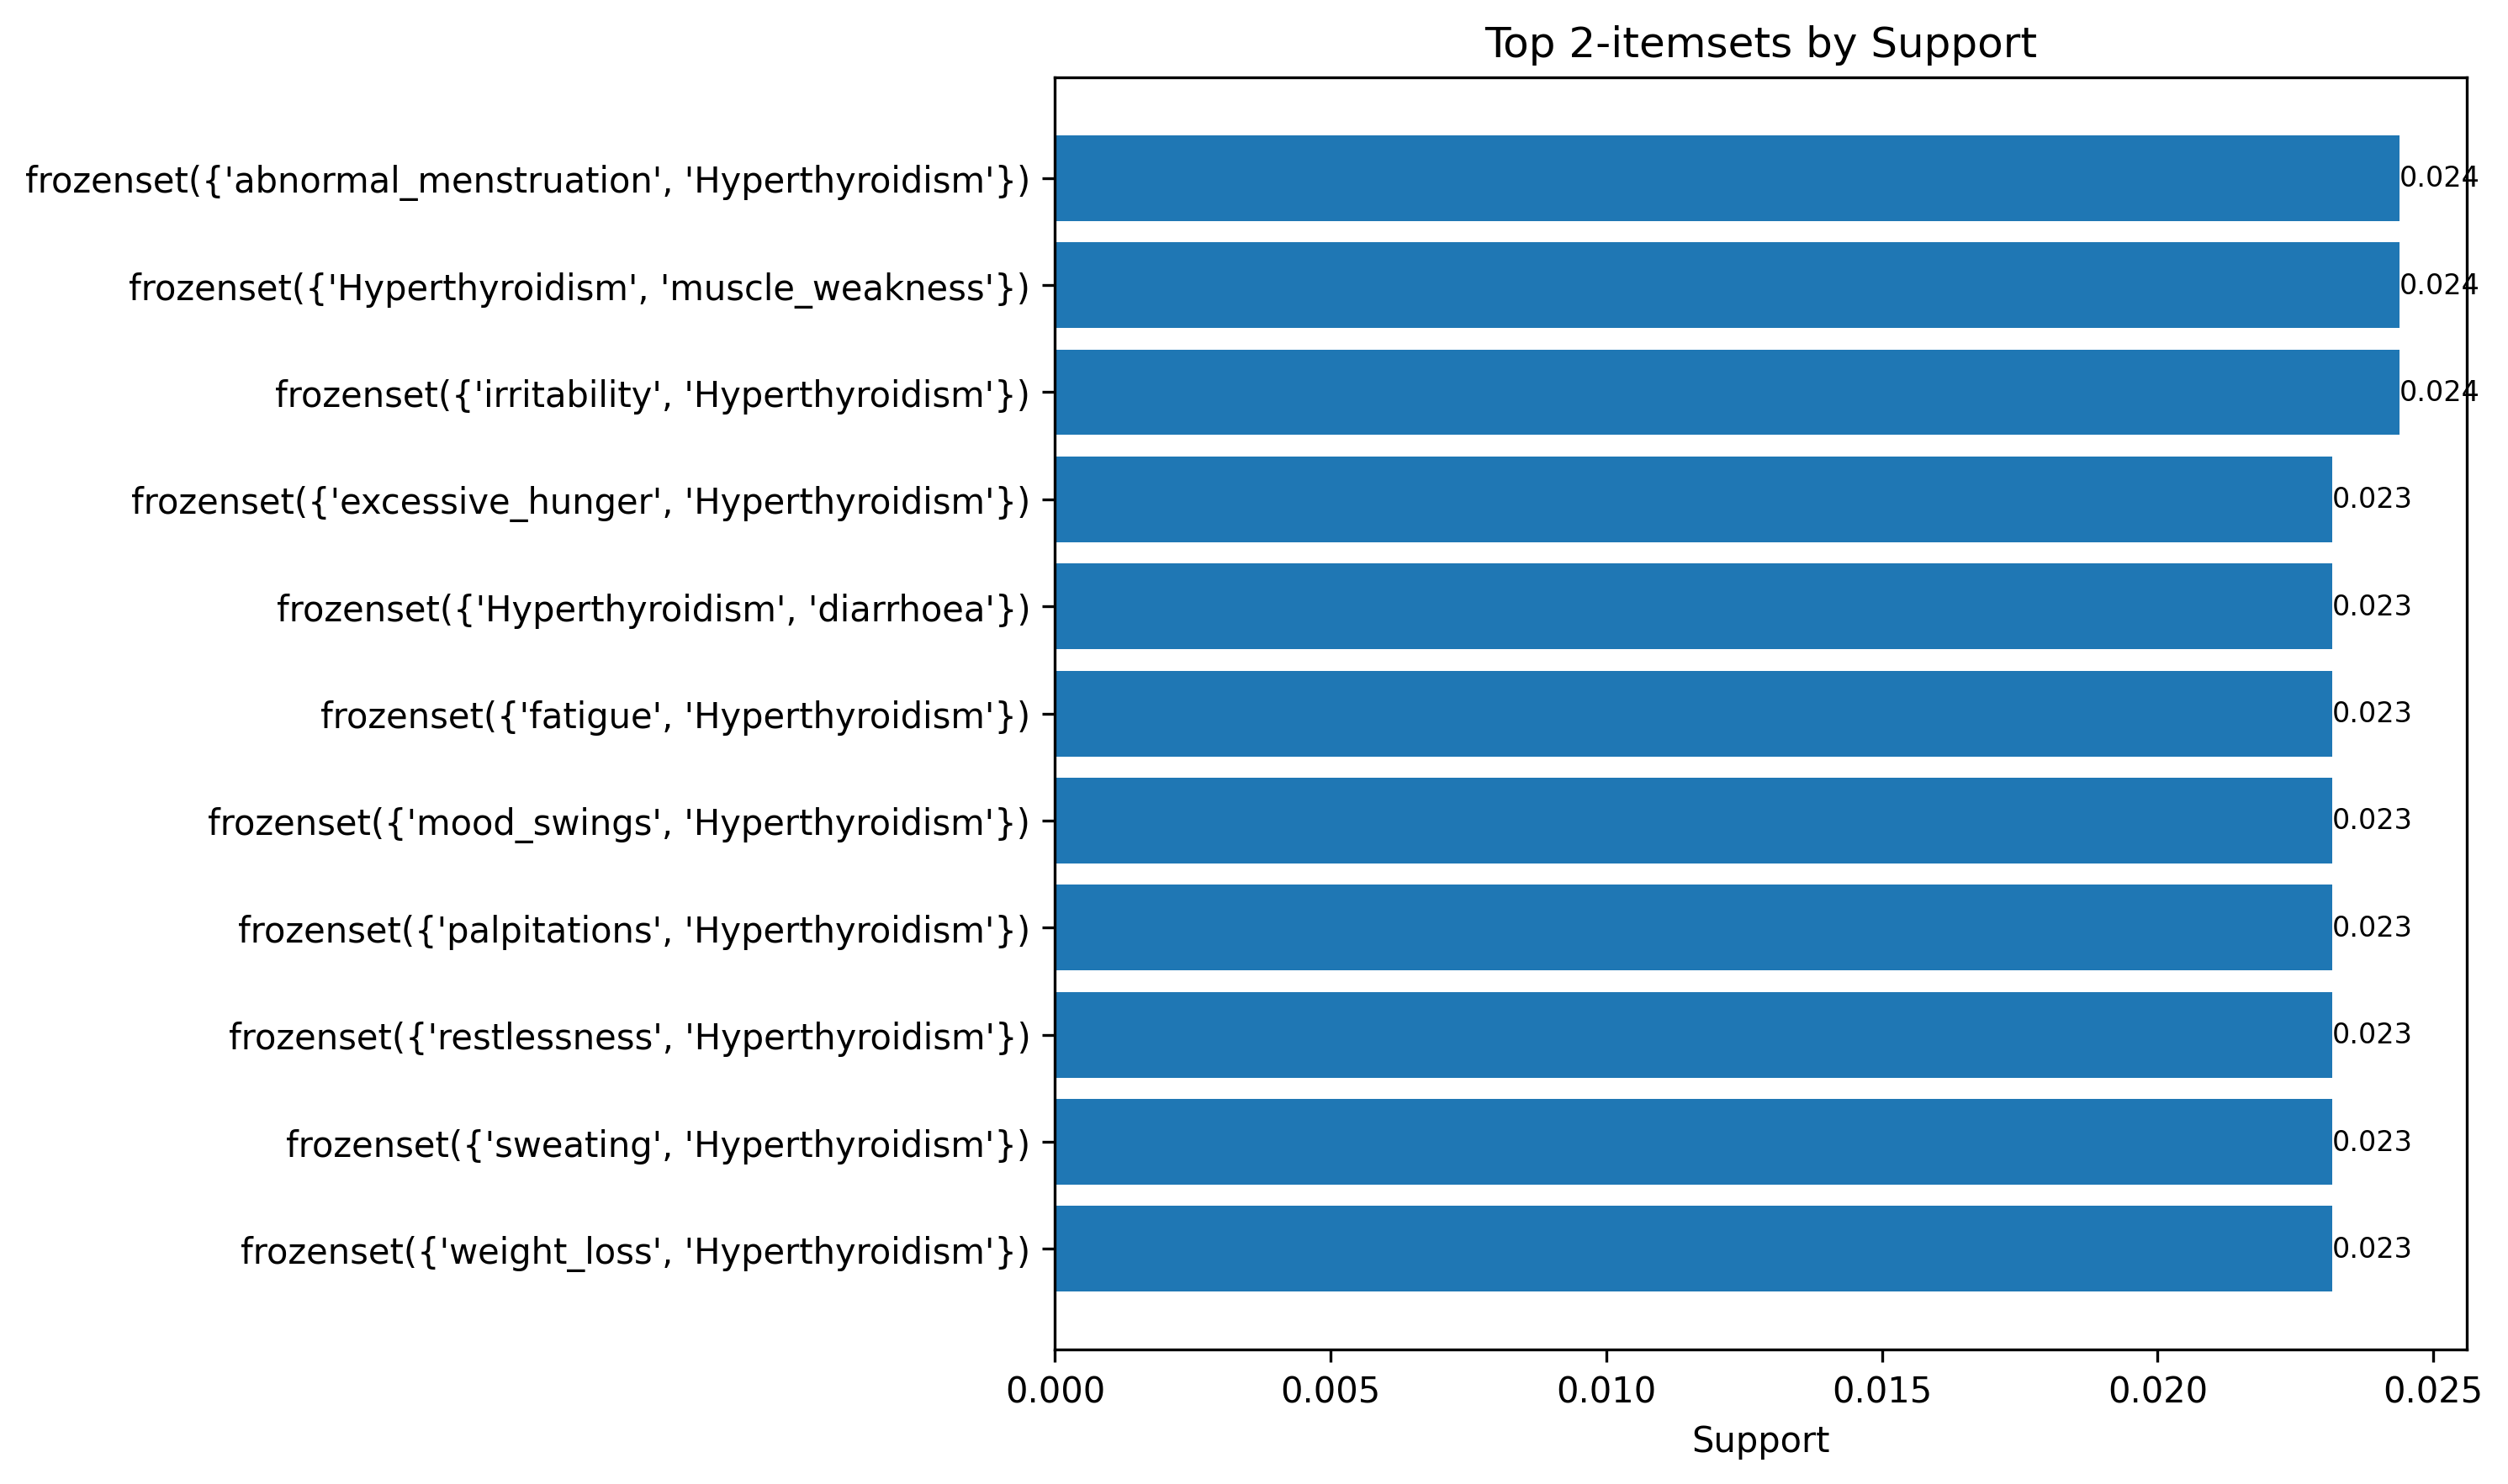 Top 2-itemsets by Support
frozenset({'abnormal_menstruation', 'Hyperthyroidism'}) 0.024
frozenset({'Hyperthyroidism', 'muscle_weakness'}) 0.024
frozenset({'irritability', 'Hyperthyroidism'}) 0.024
frozenset({'excessive_hunger', 'Hyperthyroidism'}) 0.023
frozenset({'Hyperthyroidism', 'diarrhoea'}) 0.023
frozenset({'fatigue', 'Hyperthyroidism'}) 0.023
frozenset({'mood_swings', 'Hyperthyroidism'}) 0.023
frozenset({'palpitations', 'Hyperthyroidism'}) 0.023
frozenset({'restlessness', 'Hyperthyroidism'}) 0.023
frozenset({'sweating', 'Hyperthyroidism'}) 0.023
frozenset({'weight_loss', 'Hyperthyroidism'}) 0.023
0.000 0.005 0.010 0.015 0.020 0.025
Support